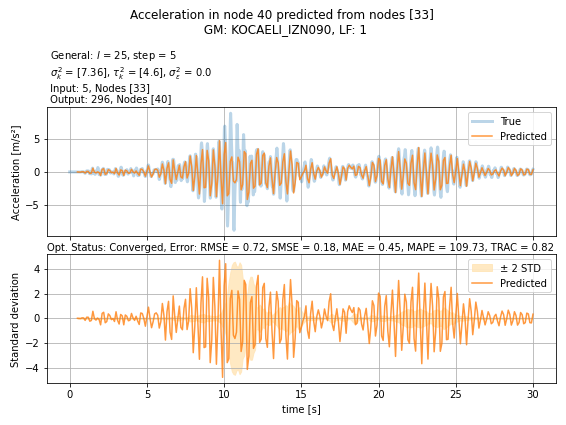 Acceleration in node 40 predicted from nodes [33]
GM: KOCAELI_IZN090, LF: 1
General: l = 25, step = 5
σ²ₖ = [7.36], τ²ₖ = [4.6], σ²ε = 0.0
Input: 5, Nodes [33]
Output: 296, Nodes [40]
Acceleration [m/s²]
5
0
−5
True
Predicted
Opt. Status: Converged, Error: RMSE = 0.72, SMSE = 0.18, MAE = 0.45, MAPE = 109.73, TRAC = 0.82
Standard deviation
4
2
0
−2
−4
± 2 STD
Predicted
0 5 10 15 20 25 30
time [s]